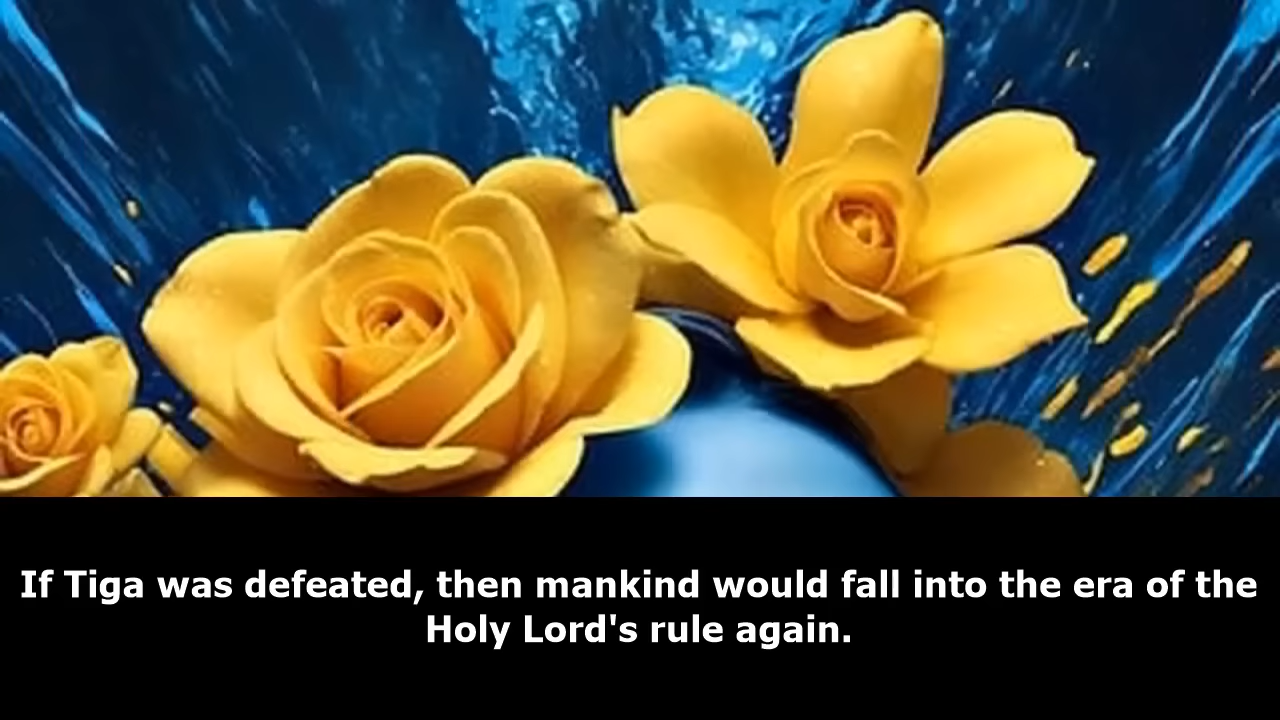 If Tiga was defeated, then mankind would fall into the era of the
Holy Lord's rule again.